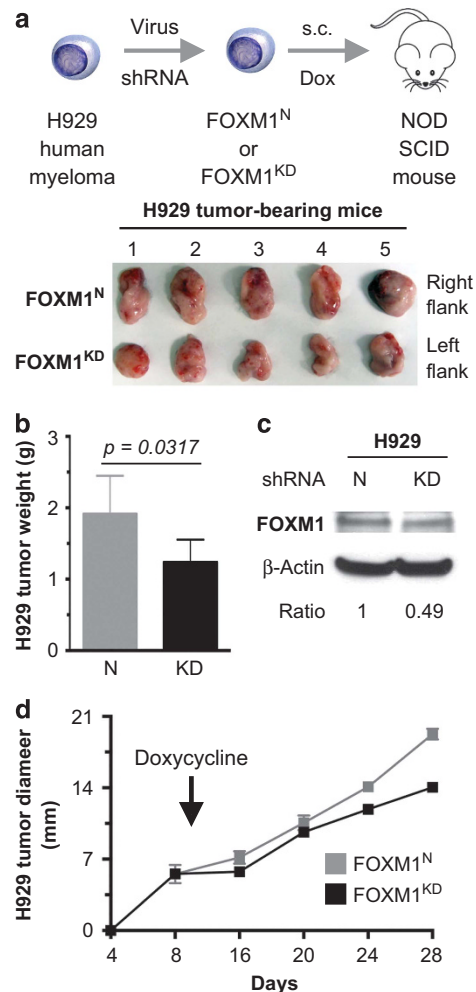 a
Virus
s.c.
shRNA
Dox
H929
human
myeloma
FOXM1ᴺ
or
FOXM1ᴷᴰ
NOD
SCID
mouse
H929 tumor-bearing mice
1 2 3 4 5
FOXM1ᴺ
Right
flank
FOXM1ᴷᴰ
Left
flank
b
H929 tumor weight (g)
3
2
1
0
p = 0.0317
N KD
c
H929
shRNA N KD
FOXM1
β-Actin
Ratio 1 0.49
d
H929 tumor diameer
(mm)
21
14
7
0
Doxycycline
FOXM1ᴺ
FOXM1ᴷᴰ
4 8 16 20 24 28
Days